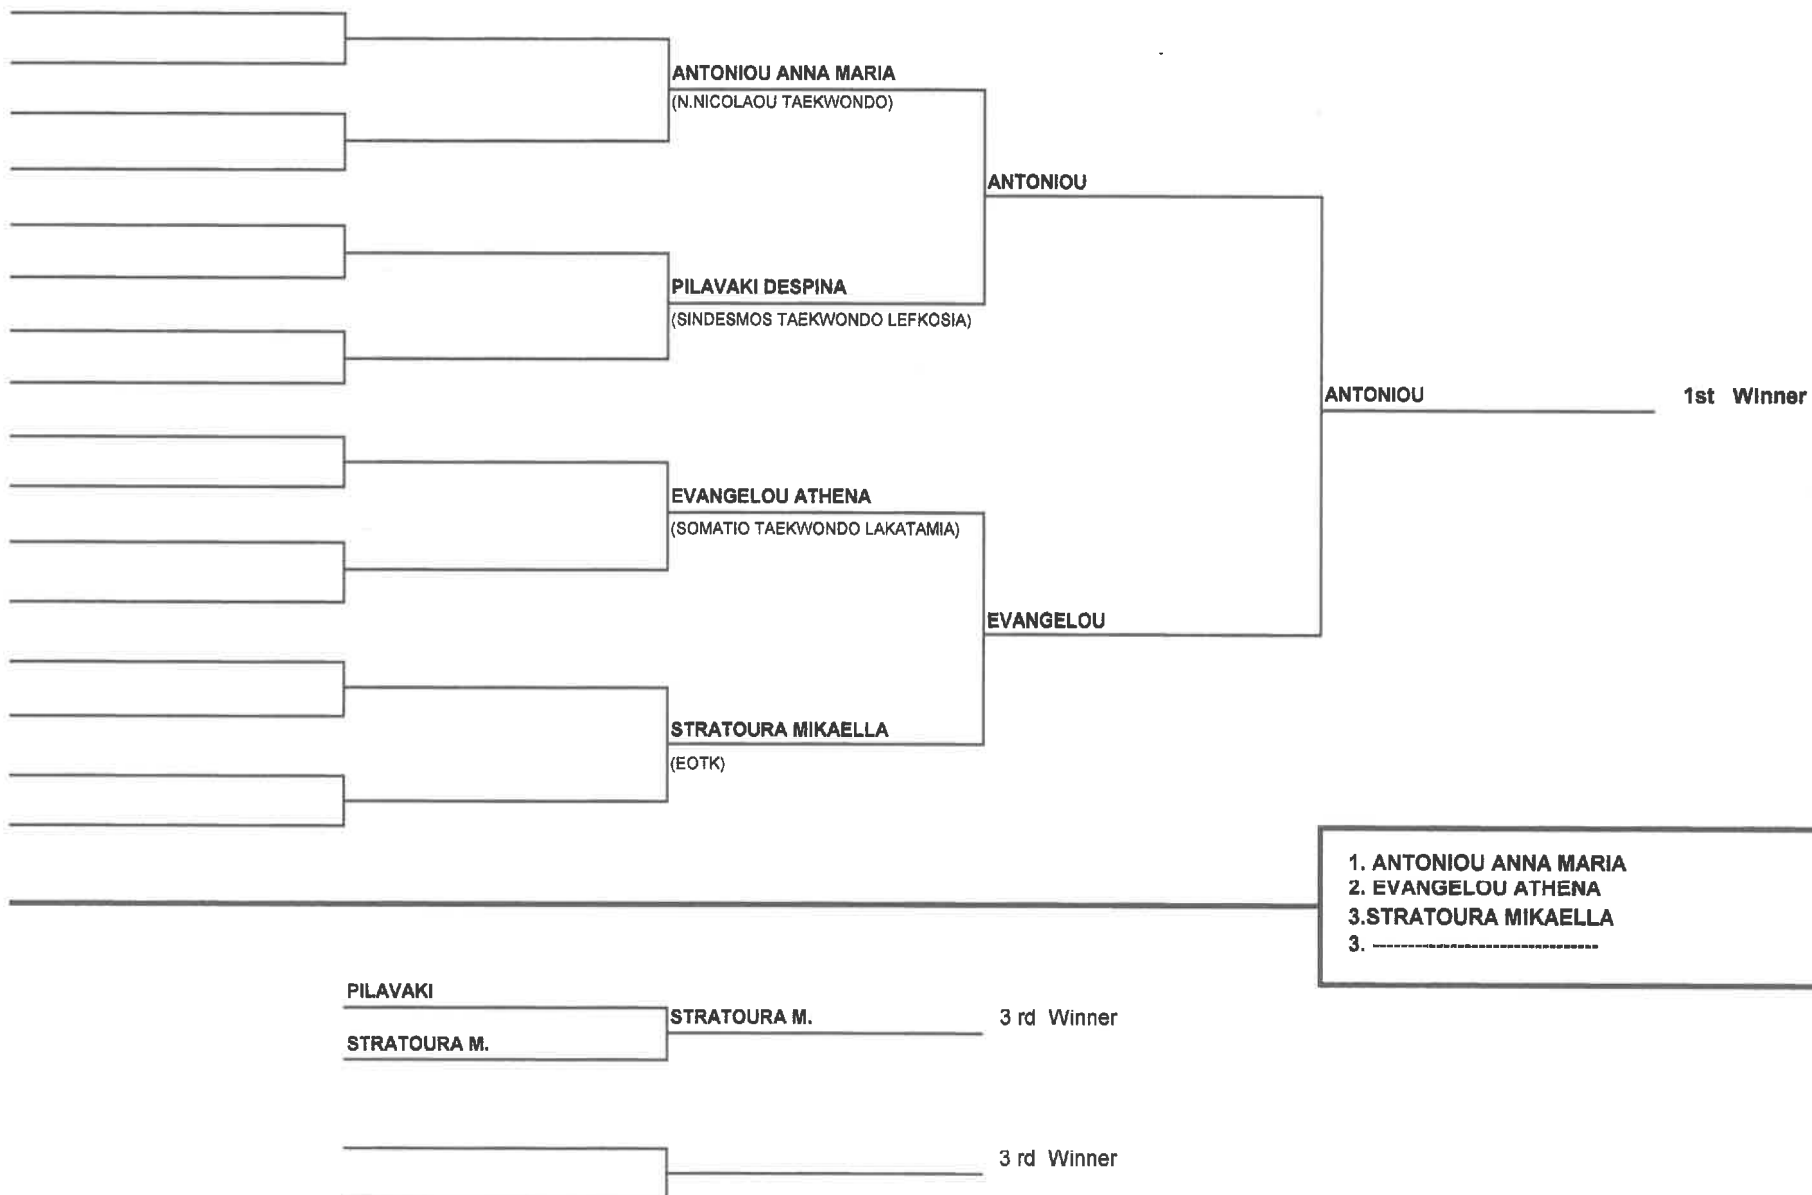 ANTONIOU ANNA MARIA
(N.NICOLAOU TAEKWONDO)
ANTONIOU
PILAVAKI DESPINA
(SINDESMOS TAEKWONDO LEFKOSIA)
ANTONIOU
1st Winner
EVANGELOU ATHENA
(SOMATIO TAEKWONDO LAKATAMIA)
EVANGELOU
STRATOURA MIKAELLA
(EOTK)
1. ANTONIOU ANNA MARIA
2. EVANGELOU ATHENA
3.STRATOURA MIKAELLA
3. --------------------------------
PILAVAKI
STRATOURA M.
3 rd Winner
STRATOURA M.
3 rd Winner